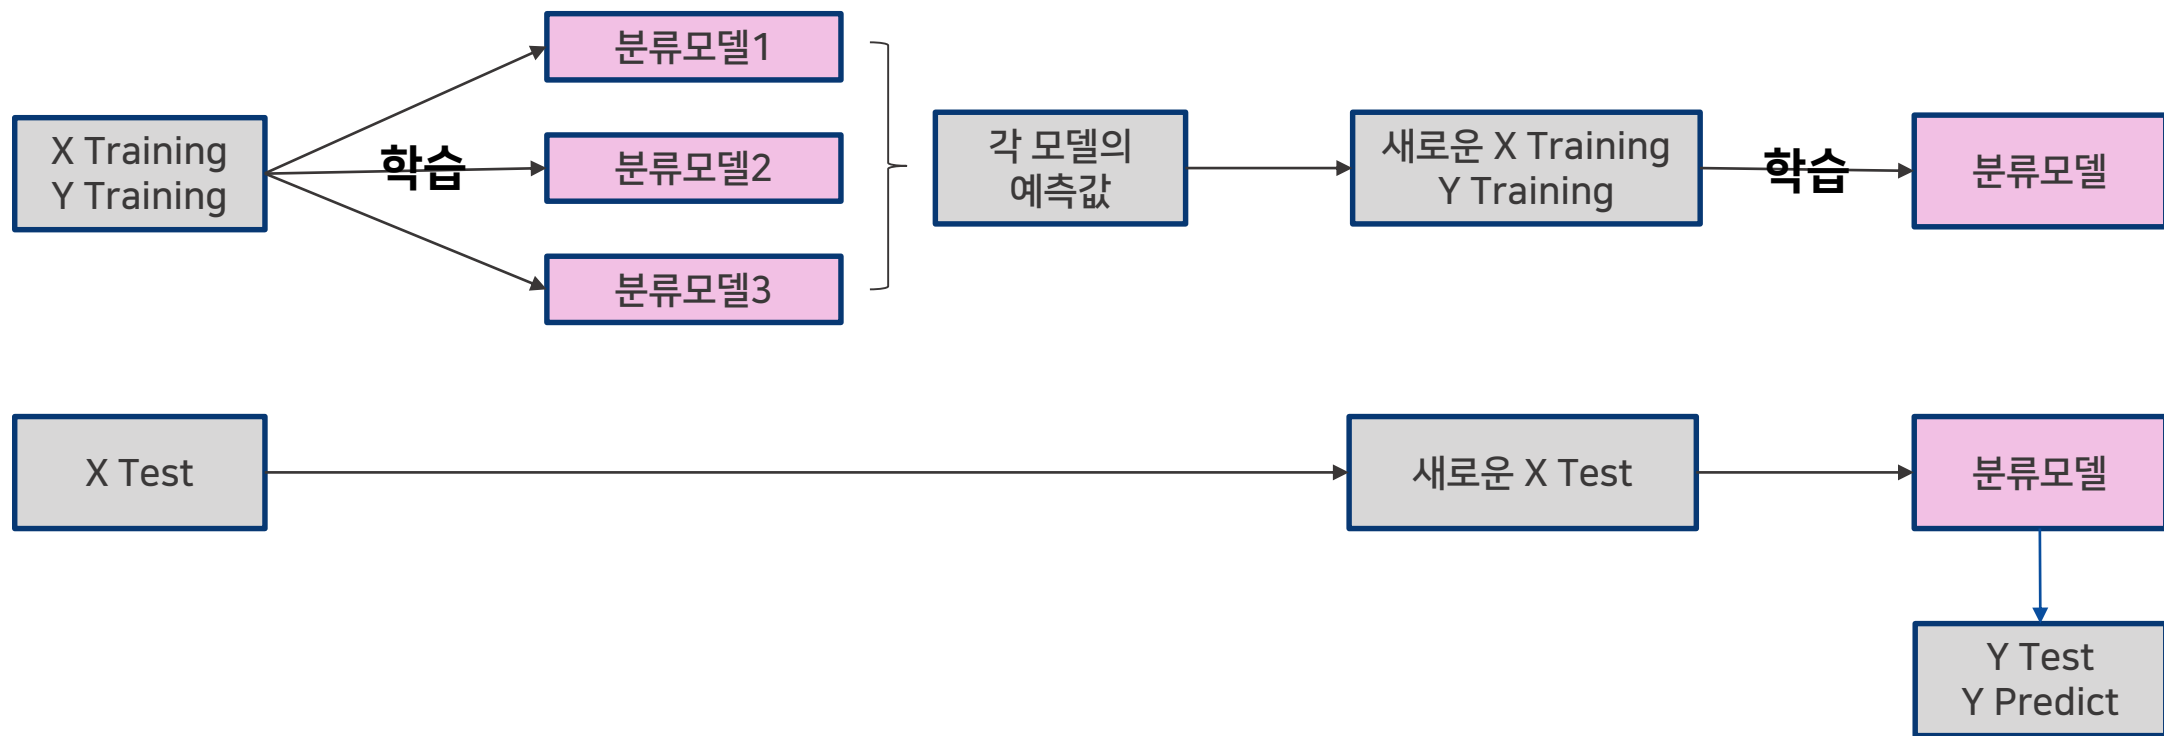 분류모델1
X Training
Y Training
학습
분류모델2
분류모델3
각 모델의
예측값
새로운 X Training
Y Training
학습
분류모델
X Test
새로운 X Test
분류모델
Y Test
Y Predict